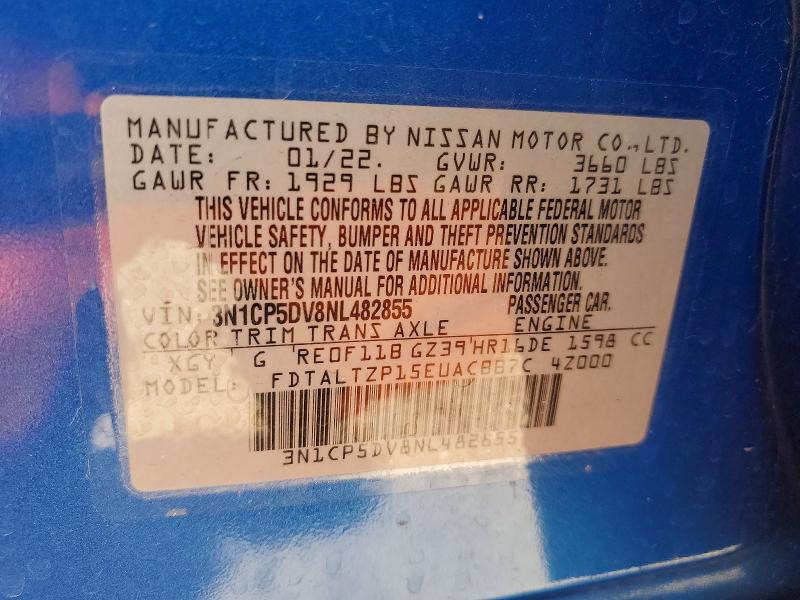 MANUFACTURED BY NISSAN MOTOR CO., LTD.
DATE: 01/22. GVWR: 3660 LBS
GAWR FR: 1929 LBS GAWR RR: 1731 LBS
THIS VEHICLE CONFORMS TO ALL APPLICABLE FEDERAL MOTOR
VEHICLE SAFETY, BUMPER AND THEFT PREVENTION STANDARDS
IN EFFECT ON THE DATE OF MANUFACTURE SHOWN ABOVE.
SEE OWNER'S MANUAL FOR ADDITIONAL INFORMATION.
VIN: 3N1CP5DV8NL482855 PASSENGER CAR.
COLOR TRIM TRANS AXLE ENGINE
XGY G RE0F11B GZ39 HR16DE 1598 CC
MODEL: FDTALTZP15EUACBB7C 4Z000
3N1CP5DV8NL482855